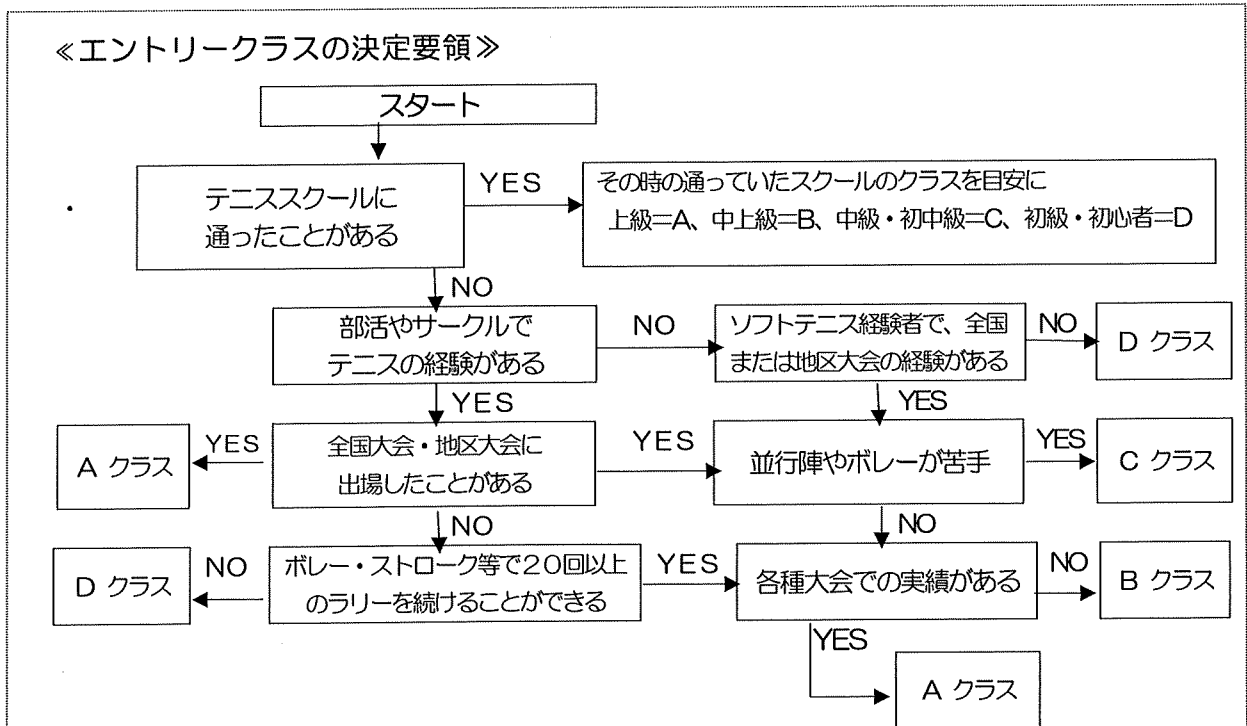 ≪エントリークラスの決定要領≫
スタート
テニススクールに
通ったことがある
YES
その時の通っていたスクールのクラスを目安に
上級=A、中上級=B、中級・初中級=C、初級・初心者=D
NO
部活やサークルで
テニスの経験がある
NO
ソフトテニス経験者で、全国
または地区大会の経験がある
NO
D クラス
YES
YES
A クラス
YES
全国大会・地区大会に
出場したことがある
YES
並行陣やボレーが苦手
YES
C クラス
NO
NO
D クラス
NO
ボレー・ストローク等で20回以上
のラリーを続けることができる
YES
各種大会での実績がある
NO
B クラス
YES
A クラス